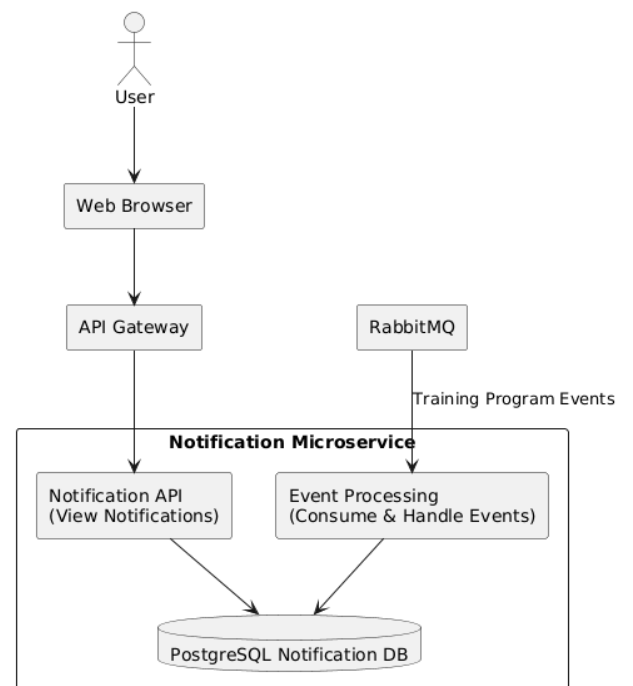 User
Web Browser
API Gateway
RabbitMQ
Training Program Events
Notification Microservice
Notification API
(View Notifications)
Event Processing
(Consume & Handle Events)
PostgreSQL Notification DB